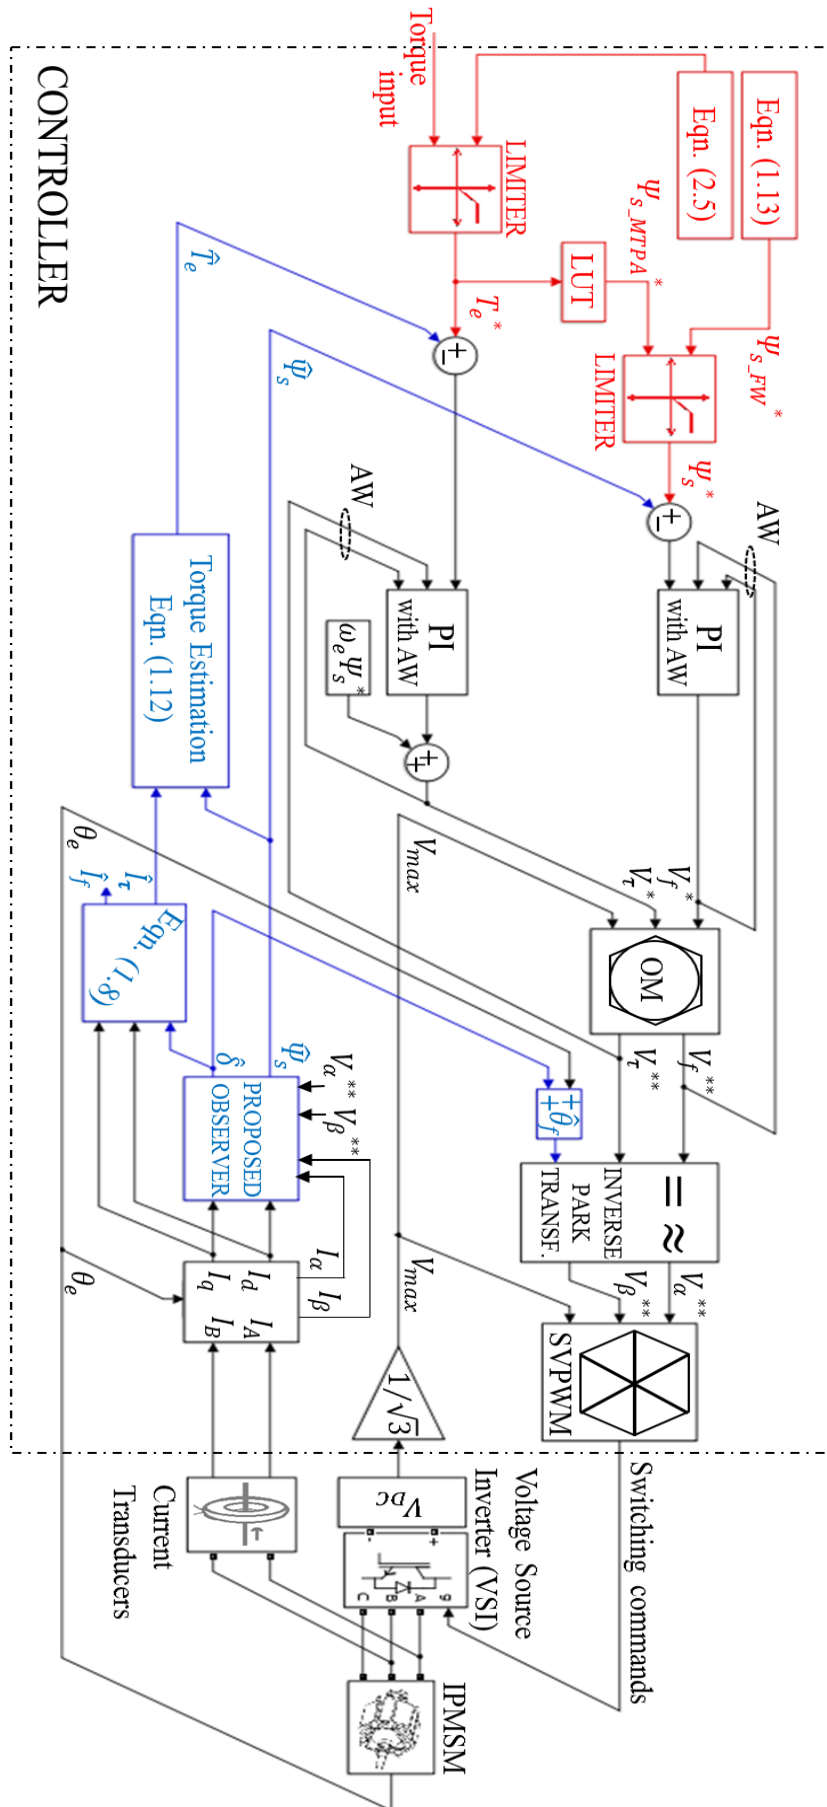 CONTROLLER
Torque
input
Eqn. (1.13)
Eqn. (2.5)
LIMITER
Ψs_MTPA*
LUT
Te*
Ψs_FW*
LIMITER
Ψs*
T̂e
Ψ̂s
+
−
+
−
AW
AW
PI
with AW
PI
with AW
ωeΨs*
+
+
Torque Estimation
Eqn. (1.12)
θe
Vmax
Vf*
Vτ*
OM
Vf**
Vτ**
Îτ
Îf
Eqn. (1.8)
Ψ̂s
δ̂
Vα**
Vβ**
PROPOSED
OBSERVER
+
+
θ̂f
= ≈
INVERSE
PARK
TRANSF.
Vα**
Vβ**
SVPWM
Iα
Iβ
Id IA
Iq IB
θe
Vmax
1/√3
Switching commands
Voltage Source
Inverter (VSI)
VDC
+
-
g
A
B
C
Current
Transducers
IPMSM